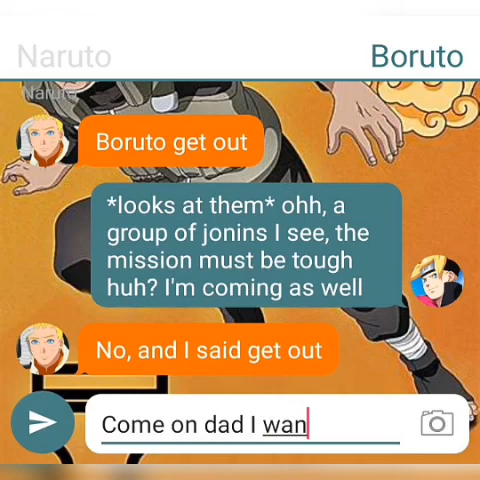 Naruto Boruto
Naruto
Boruto get out
*looks at them* ohh, a
group of jonins I see, the
mission must be tough
huh? I'm coming as well
No, and I said get out
Come on dad I wan